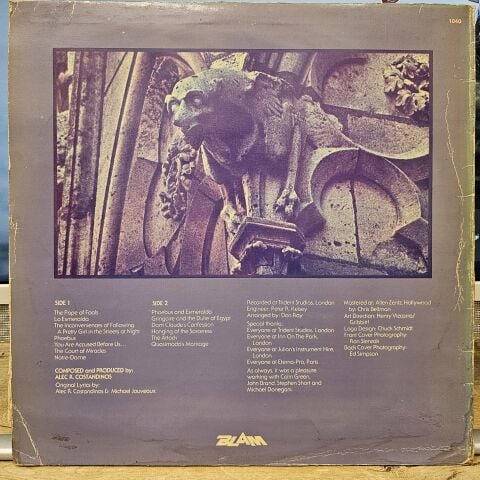 1040
SIDE 1
The Pope of Fools
La Esmeralda
The Inconveniences of Following
A Pretty Girl in the Streets at Night
Phoebus
You Are Accused Before Us...
The Court of Miracles
Notre-Dame
COMPOSED and PRODUCED by:
ALEC R. COSTANDINOS
Original Lyrics by:
Alec R. Costandinos & Michael Jouveaux
SIDE 2
Phoebus and Esmeralda
Gringoire and the Duke of Egypt
Dom Claude's Confession
Hanging of the Sorceress
The Attack
Quasimodo's Marriage
Recorded at Trident Studios, London
Engineer: Peter R. Kelsey
Arranged by: Don Ray
Special thanks:
Everyone at Trident Studios, London
Everyone at Inn On The Park,
London
Everyone at Julian's Instrument Hire,
London
Everyone at Eterna-Pro, Paris
As always, it was a pleasure
working with Colin Green,
John Brand, Stephen Short and
Michael Donegani.
Mastered at: Allen Zentz, Hollywood
by: Chris Bellman
Art Direction: Henry Vizcarra/
Gribbitt!
Logo Design: Chuck Schmidt
Front Cover Photography:
Ron Slenzak
Back Cover Photography:
Ed Simpson
BLAM